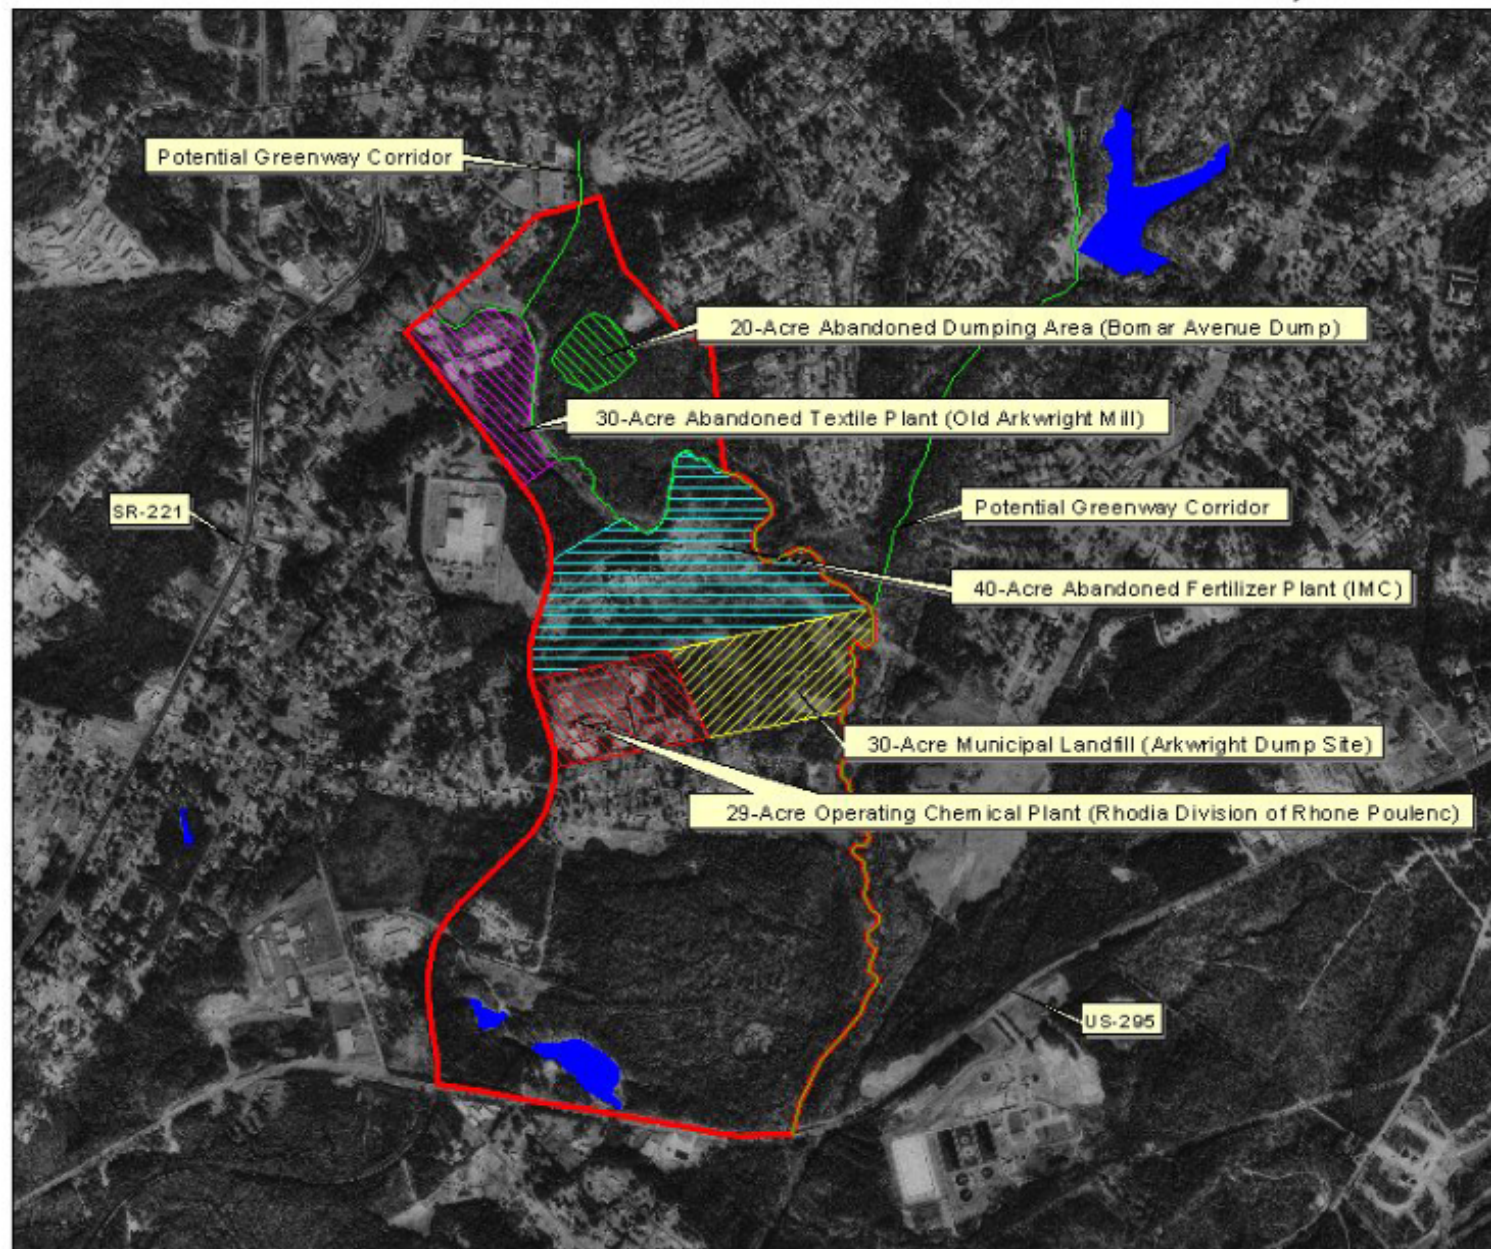 Potential Greenway Corridor
20-Acre Abandoned Dumping Area (Bomar Avenue Dump)
30-Acre Abandoned Textile Plant (Old Arkwright Mill)
SR-221
Potential Greenway Corridor
40-Acre Abandoned Fertilizer Plant (IMC)
30-Acre Municipal Landfill (Arkwright Dump Site)
29-Acre Operating Chemical Plant (Rhodia Division of Rhone Poulenc)
US-295